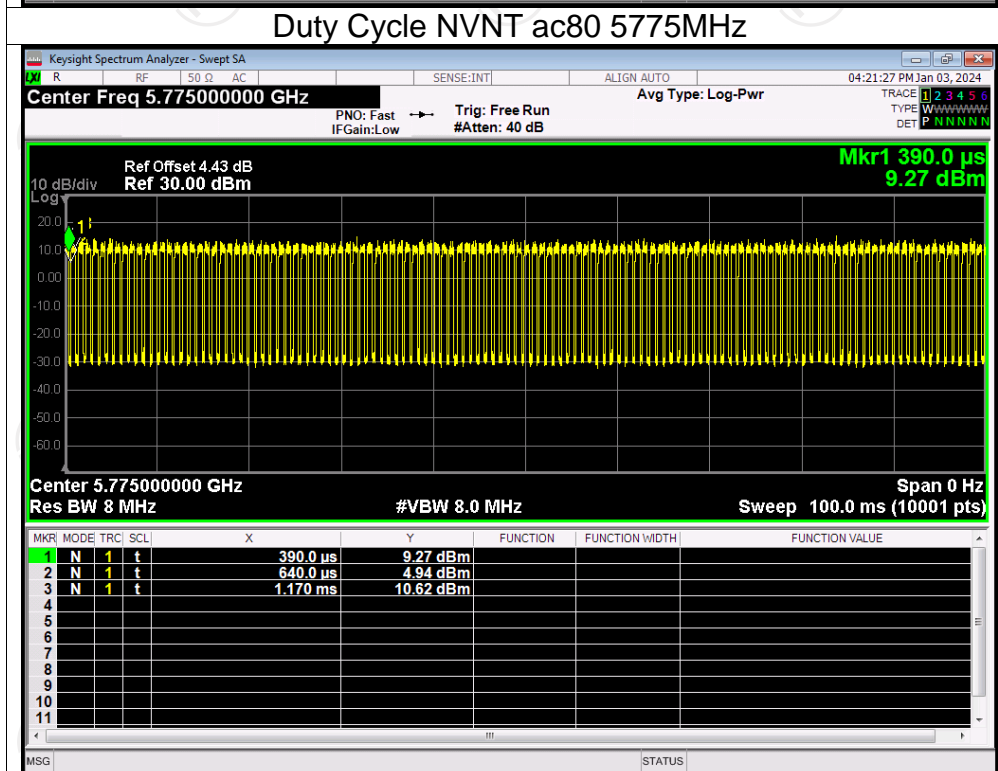 Duty Cycle NVNT ac80 5775MHz
Keysight Spectrum Analyzer - Swept SA
LXI R RF 50 Ω AC SENSE:INT ALIGN AUTO 04:21:27 PM Jan 03, 2024
Center Freq 5.775000000 GHz Avg Type: Log-Pwr TRACE 1 2 3 4 5 6
PNO: Fast Trig: Free Run TYPE WWWWWW
IFGain:Low #Atten: 40 dB DET P N N N N N
Mkr1 390.0 µs
Ref Offset 4.43 dB
10 dB/div Ref 30.00 dBm 9.27 dBm
Log
20.0
1
10.0
0.00
-10.0
-20.0
-30.0
-40.0
-50.0
-60.0
Center 5.775000000 GHz Span 0 Hz
Res BW 8 MHz #VBW 8.0 MHz Sweep 100.0 ms (10001 pts)
MKR MODE TRC SCL X Y FUNCTION FUNCTION WIDTH FUNCTION VALUE
1 N 1 t 390.0 µs 9.27 dBm
2 N 1 t 640.0 µs 4.94 dBm
3 N 1 t 1.170 ms 10.62 dBm
4
5
6
7
8
9
10
11
MSG STATUS